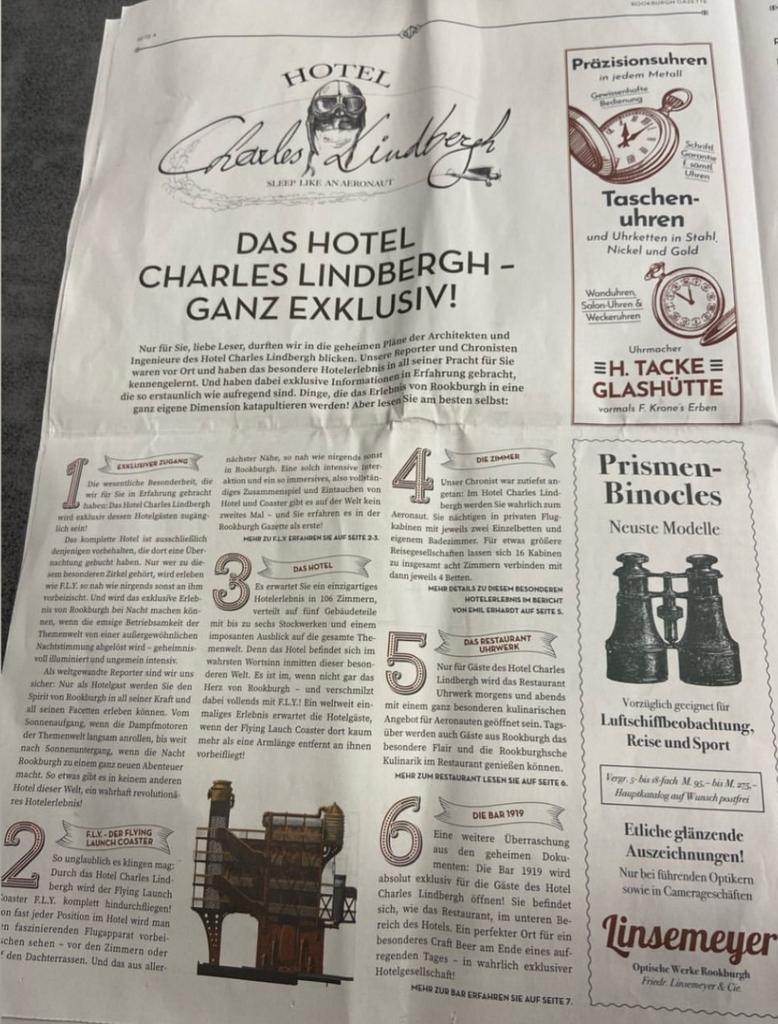 SEITE 4
ROOKBURGH GAZETTE
HOTEL
Charles Lindbergh
SLEEP LIKE AN AERONAUT
DAS HOTEL
CHARLES LINDBERGH –
GANZ EXKLUSIV!
Nur für Sie, liebe Leser, durften wir in die geheimen Pläne der Architekten und
Ingenieure des Hotel Charles Lindbergh blicken. Unsere Reporter und Chronisten
waren vor Ort und haben das besondere Hotelerlebnis in all seiner Pracht für Sie
kennengelernt. Und haben dabei exklusive Informationen in Erfahrung gebracht,
die so erstaunlich wie aufregend sind. Dinge, die das Erlebnis von Rookburgh in eine
ganz eigene Dimension katapultieren werden! Aber lesen Sie am besten selbst:
1
EXKLUSIVER ZUGANG
Die wesentliche Besonderheit, die
wir für Sie in Erfahrung gebracht
haben: Das Hotel Charles Lindbergh
wird exklusiv dessen Hotelgästen zugäng-
lich sein!
Das komplette Hotel ist ausschließlich
denjenigen vorbehalten, die dort eine Über-
nachtung gebucht haben. Nur wer zu die-
sem besonderen Zirkel gehört, wird erleben
wie F.L.Y. so nah wie nirgends sonst an ihm
vorbeizischt. Und wird das exklusive Erleb-
nis von Rookburgh bei Nacht machen kön-
nen, wenn die emsige Betriebsamkeit der
Themenwelt von einer außergewöhnlichen
Nachtstimmung abgelöst wird – geheimnis-
voll illuminiert und ungemein intensiv.
Als weltgewandte Reporter sind wir uns
sicher: Nur als Hotelgast werden Sie den
Spirit von Rookburgh in all seiner Kraft und
all seinen Facetten erleben können. Vom
Sonnenaufgang, wenn die Dampfmotoren
der Themenwelt langsam anrollen, bis weit
nach Sonnenuntergang, wenn die Nacht
Rookburgh zu einem ganz neuen Abenteuer
macht. So etwas gibt es in keinem anderen
Hotel dieser Welt, ein wahrhaft revolutionä-
res Hotelerlebnis!
2
F.L.Y. – DER FLYING
LAUNCH COASTER
So unglaublich es klingen mag:
Durch das Hotel Charles Lind-
bergh wird der Flying Launch
Coaster F.L.Y. komplett hindurchfliegen!
on fast jeder Position im Hotel wird man
n faszinierenden Flugapparat vorbei-
ichen sehen – vor den Zimmern oder
f den Dachterrassen. Und das aus aller-
nächster Nähe, so nah wie nirgends sonst
in Rookburgh. Eine solch intensive Inter-
aktion und ein so immersives, also vollstän-
diges Zusammenspiel und Eintauchen von
Hotel und Coaster gibt es auf der Welt kein
zweites Mal – und Sie erfahren es in der
Rookburgh Gazette als erste!
MEHR ZU F.L.Y. ERFAHREN SIE AUF SEITE 2-3.
3
DAS HOTEL
Es erwartet Sie ein einzigartiges
Hotelerlebnis in 106 Zimmern,
verteilt auf fünf Gebäudeteile
mit bis zu sechs Stockwerken und einem
imposanten Ausblick auf die gesamte The-
menwelt. Denn das Hotel befindet sich im
wahrsten Wortsinn inmitten dieser beson-
deren Welt. Es ist im, wenn nicht gar das
Herz von Rookburgh – und verschmilzt
dabei vollends mit F.L.Y.! Ein weltweit ein-
maliges Erlebnis erwartet die Hotelgäste,
wenn der Flying Lauch Coaster dort kaum
mehr als eine Armlänge entfernt an ihnen
vorbeifliegt!
4
DIE ZIMMER
Unser Chronist war zutiefst an-
getan: Im Hotel Charles Lind-
bergh werden Sie wahrlich zum
Aeronaut. Sie nächtigen in privaten Flug-
kabinen mit jeweils zwei Einzelbetten und
eigenem Badezimmer. Für etwas größere
Reisegesellschaften lassen sich 16 Kabinen
zu insgesamt acht Zimmern verbinden mit
dann jeweils 4 Betten.
MEHR DETAILS ZU DIESEM BESONDEREN
HOTELERLEBNIS IM BERICHT
VON EMIL ERHARDT AUF SEITE 5.
5
DAS RESTAURANT
UHRWERK
Nur für Gäste des Hotel Charles
Lindbergh wird das Restaurant
Uhrwerk morgens und abends
mit einem ganz besonderen kulinarischen
Angebot für Aeronauten geöffnet sein. Tags-
über werden auch Gäste aus Rookburgh das
besondere Flair und die Rookburghsche
Kulinarik im Restaurant genießen können.
MEHR ZUM RESTAURANT LESEN SIE AUF SEITE 6.
6
DIE BAR 1919
Eine weitere Überraschung
aus den geheimen Doku-
menten: Die Bar 1919 wird
absolut exklusiv für die Gäste des Hotel
Charles Lindbergh öffnen! Sie befindet
sich, wie das Restaurant, im unteren Be-
reich des Hotels. Ein perfekter Ort für ein
besonderes Craft Beer am Ende eines auf-
regenden Tages – in wahrlich exklusiver
Hotelgesellschaft!
MEHR ZUR BAR ERFAHREN SIE AUF SEITE 7.
Präzisionsuhren
in jedem Metall
Gewissenhafte
Bedienung
Schriftl.
Garantie
f. sämtl.
Uhren
Taschen-
uhren
und Uhrketten in Stahl,
Nickel und Gold
Wanduhren,
Salon-Uhren &
Weckeruhren
Uhrmacher
H. TACKE
GLASHÜTTE
vormals F. Krone's Erben
Prismen-
Binocles
Neuste Modelle
Vorzüglich geeignet für
Luftschiffbeobachtung,
Reise und Sport
Vergr. 5- bis 18-fach M. 95,– bis M. 275,–
Hauptkatalog auf Wunsch postfrei
Etliche glänzende
Auszeichnungen!
Nur bei führenden Optikern
sowie in Camerageschäften
Linsemeyer
Optische Werke Rookburgh
Friedr. Linsemeyer & Cie.